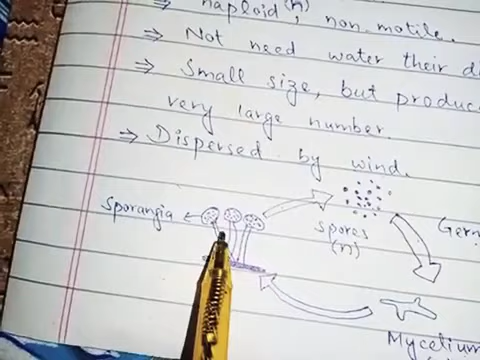 ⇒ haploid (n), non-motile.
⇒ Not need water their
⇒ Small size, but produce
very large number.
⇒ Dispersed by wind.
Sporangia
Spores
(n)
Mycelium